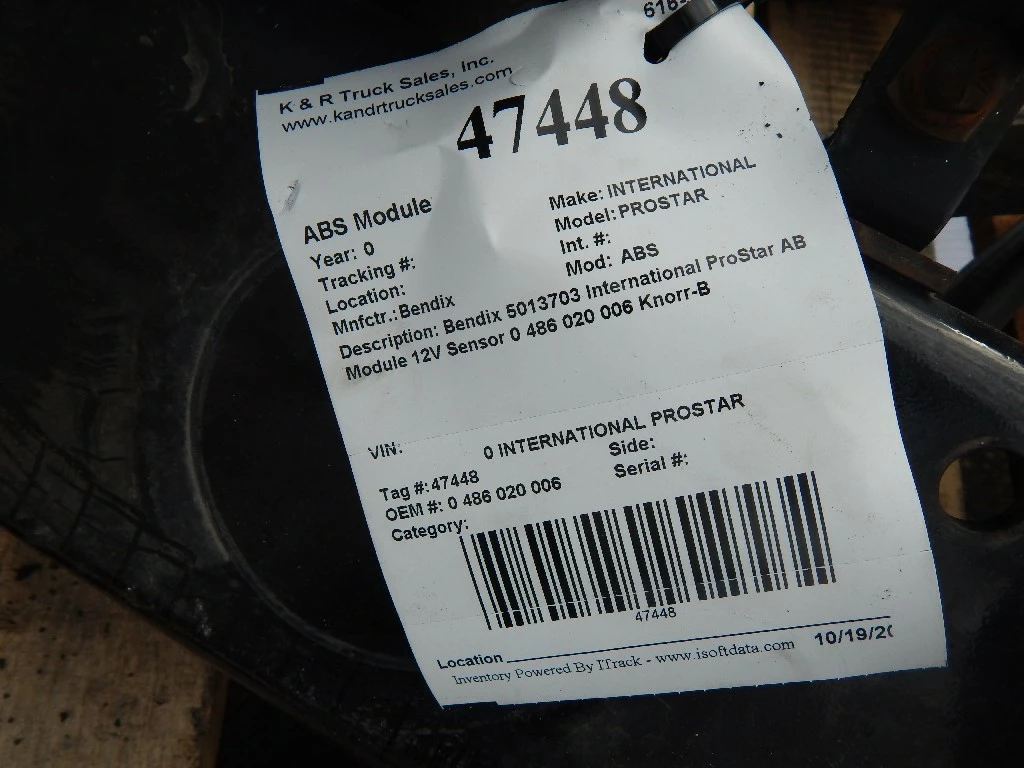 K & R Truck Sales, Inc.
www.kandrtrucksales.com
47448
ABS Module
Year: 0
Tracking #:
Location:
Mnfctr.: Bendix
Make: INTERNATIONAL
Model: PROSTAR
Int. #:
Mod: ABS
Description: Bendix 5013703 International ProStar AB
Module 12V Sensor 0 486 020 006 Knorr-B
VIN: 0 INTERNATIONAL PROSTAR
Tag #: 47448 Side:
OEM #: 0 486 020 006 Serial #:
Category:
47448
Location
Inventory Powered By ITrack - www.isoftdata.com 10/19/20